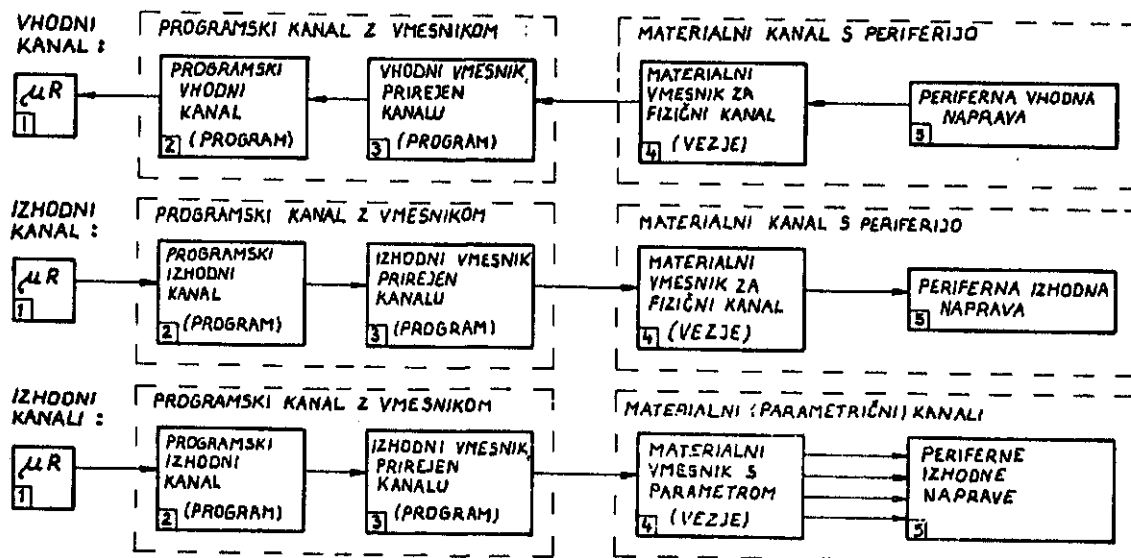 VHODNI
KANAL :
μR
1
PROGRAMSKI KANAL Z VMESNIKOM :
PROGRAMSKI
VHODNI
KANAL
2 (PROGRAM)
VHODNI VMESNIK,
PRIREJEN
KANALU
3 (PROGRAM)
MATERIALNI KANAL S PERIFERIJO
MATERIALNI
VMESNIK ZA
FIZIČNI KANAL
4 (VEZJE)
PERIFERNA VHODNA
NAPRAVA
5
IZHODNI
KANAL :
μR
1
PROGRAMSKI KANAL Z VMESNIKOM
PROGRAMSKI
IZHODNI
KANAL
2 (PROGRAM)
IZHODNI VMESNIK,
PRIREJEN
KANALU
3 (PROGRAM)
MATERIALNI KANAL S PERIFERIJO
MATERIALNI
VMESNIK ZA
FIZIČNI KANAL
4 (VEZJE)
PERIFERNA IZHODNA
NAPRAVA
5
IZHODNI
KANALI :
μR
1
PROGRAMSKI KANAL Z VMESNIKOM
PROGRAMSKI
IZHODNI
KANAL
2 (PROGRAM)
IZHODNI VMESNIK,
PRIREJEN
KANALU
3 (PROGRAM)
MATERIALNI (PARAMETRIČNI) KANALI
MATERIALNI
VMESNIK S
PARAMETROM
4 (VEZJE)
PERIFERNE
IZHODNE
NAPRAVE
5